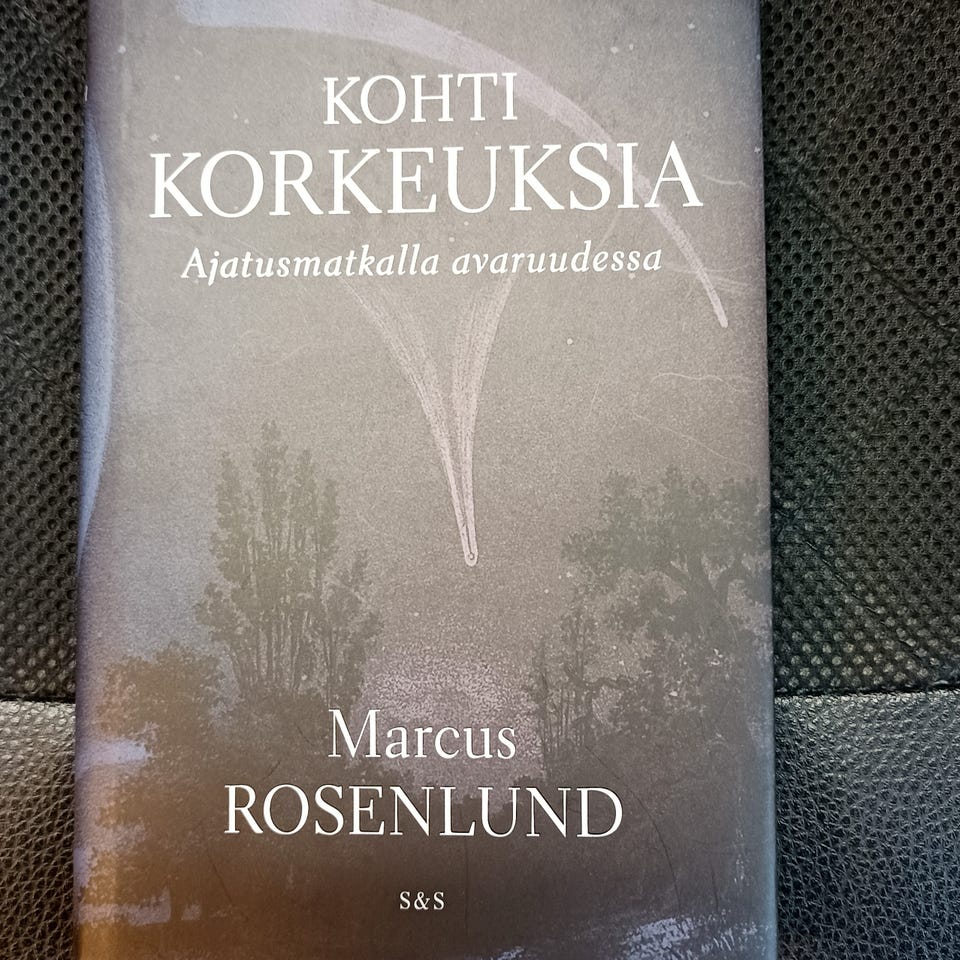 KOHTI
KORKEUKSIA
Ajatusmatkalla avaruudessa
Marcus
ROSENLUND
S&S